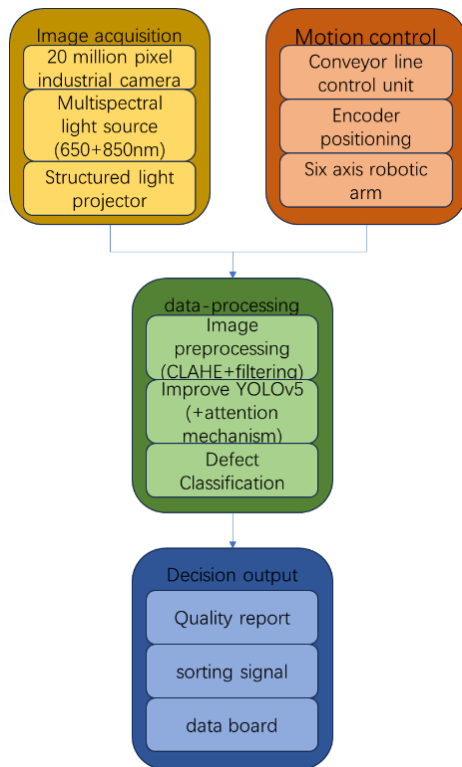 Image acquisition
20 million pixel
industrial camera
Multispectral
light source
(650+850nm)
Structured light
projector
Motion control
Conveyor line
control unit
Encoder
positioning
Six axis robotic
arm
data-processing
Image
preprocessing
(CLAHE+filtering)
Improve YOLOv5
(+attention
mechanism)
Defect
Classification
Decision output
Quality report
sorting signal
data board